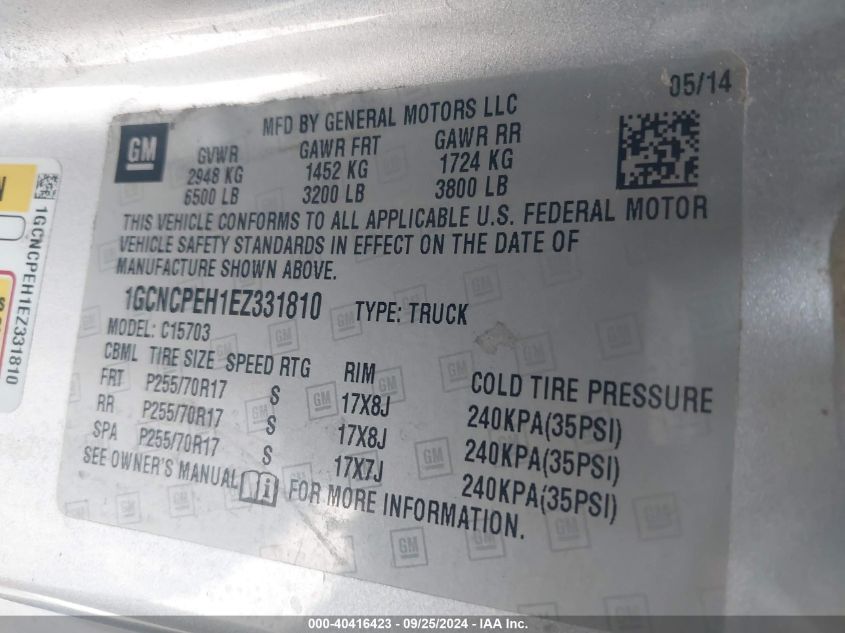 05/14
MFD BY GENERAL MOTORS LLC
GM
GVWR GAWR FRT GAWR RR
2948 KG 1452 KG 1724 KG
6500 LB 3200 LB 3800 LB
THIS VEHICLE CONFORMS TO ALL APPLICABLE U.S. FEDERAL MOTOR
VEHICLE SAFETY STANDARDS IN EFFECT ON THE DATE OF
MANUFACTURE SHOWN ABOVE.
1GCNCPEH1EZ331810 TYPE: TRUCK
MODEL: C15703
CBML TIRE SIZE SPEED RTG RIM COLD TIRE PRESSURE
FRT P255/70R17 S 17X8J 240KPA(35PSI)
RR P255/70R17 S 17X8J 240KPA(35PSI)
SPA P255/70R17 S 17X7J 240KPA(35PSI)
SEE OWNER'S MANUAL FOR MORE INFORMATION.
1GCNCPEH1EZ331810
000-40416423 - 09/25/2024 - IAA Inc.